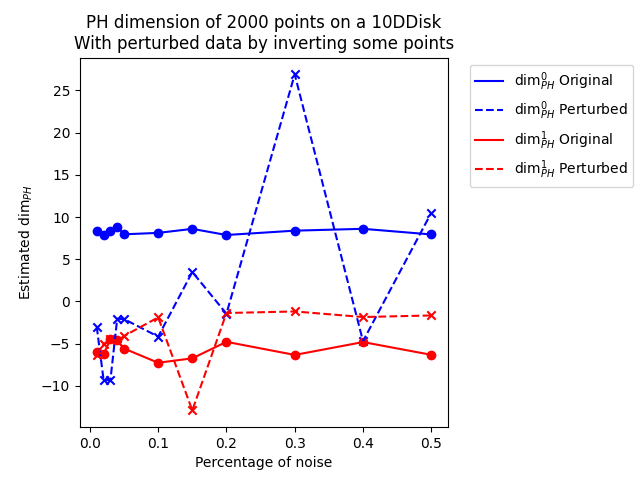 PH dimension of 2000 points on a 10DDisk
With perturbed data by inverting some points
25
20
15
10
5
0
−5
−10
Estimated dim_PH
0.0 0.1 0.2 0.3 0.4 0.5
Percentage of noise
dim^0_PH Original
dim^0_PH Perturbed
dim^1_PH Original
dim^1_PH Perturbed